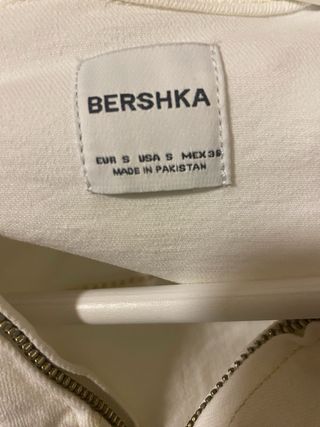 BERSHKA
EUR S USA S MEX 36
MADE IN PAKISTAN